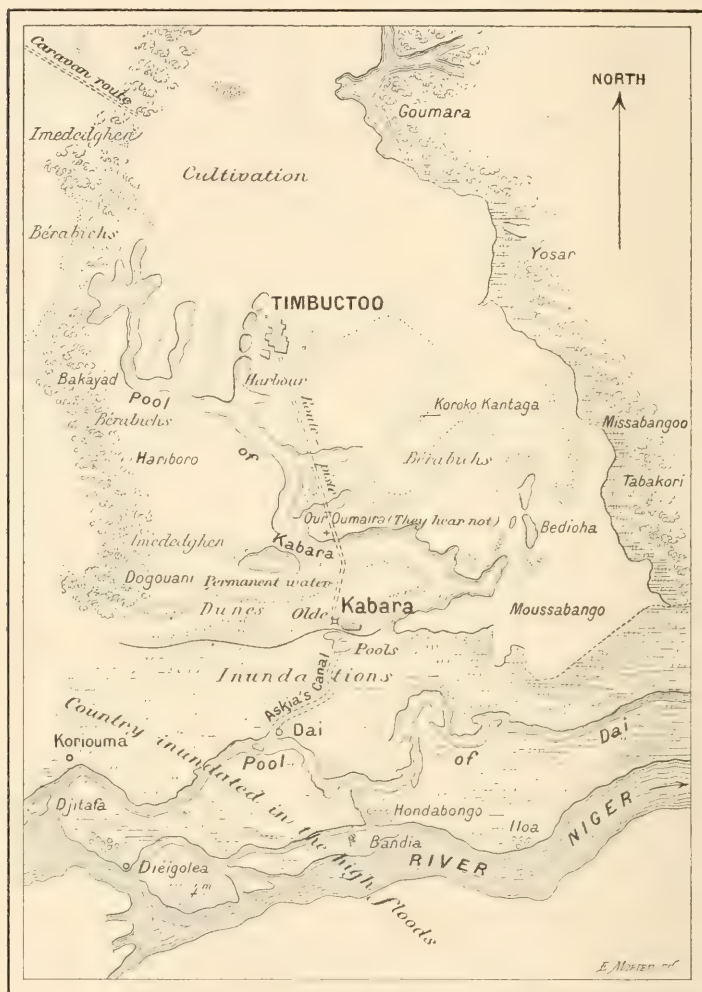 Caravan route
NORTH
Goumara
Imededghen
Cultivation
Bérabichs
Yosar
TIMBUCTOO
Bakayad
Harbour
Pool
Koroko Kantaga
Route
Bérabichs
Missabangoo
Hariboro
of
piste
Bérabichs
Tabakori
Our' Oumaira (They hear not)
Bedioha
Imededghen
Kabara
Dogouani
Permanent water
Dunes
Olde
Kabara
Moussabango
Pools
Inundations
Askia's Canal
Country inundated in the high floods
Dai
Dai
Koriouma
Pool
of
Djitafa
Hondabongo
Iloa
NIGER
Bandia
RIVER
Dieigolea